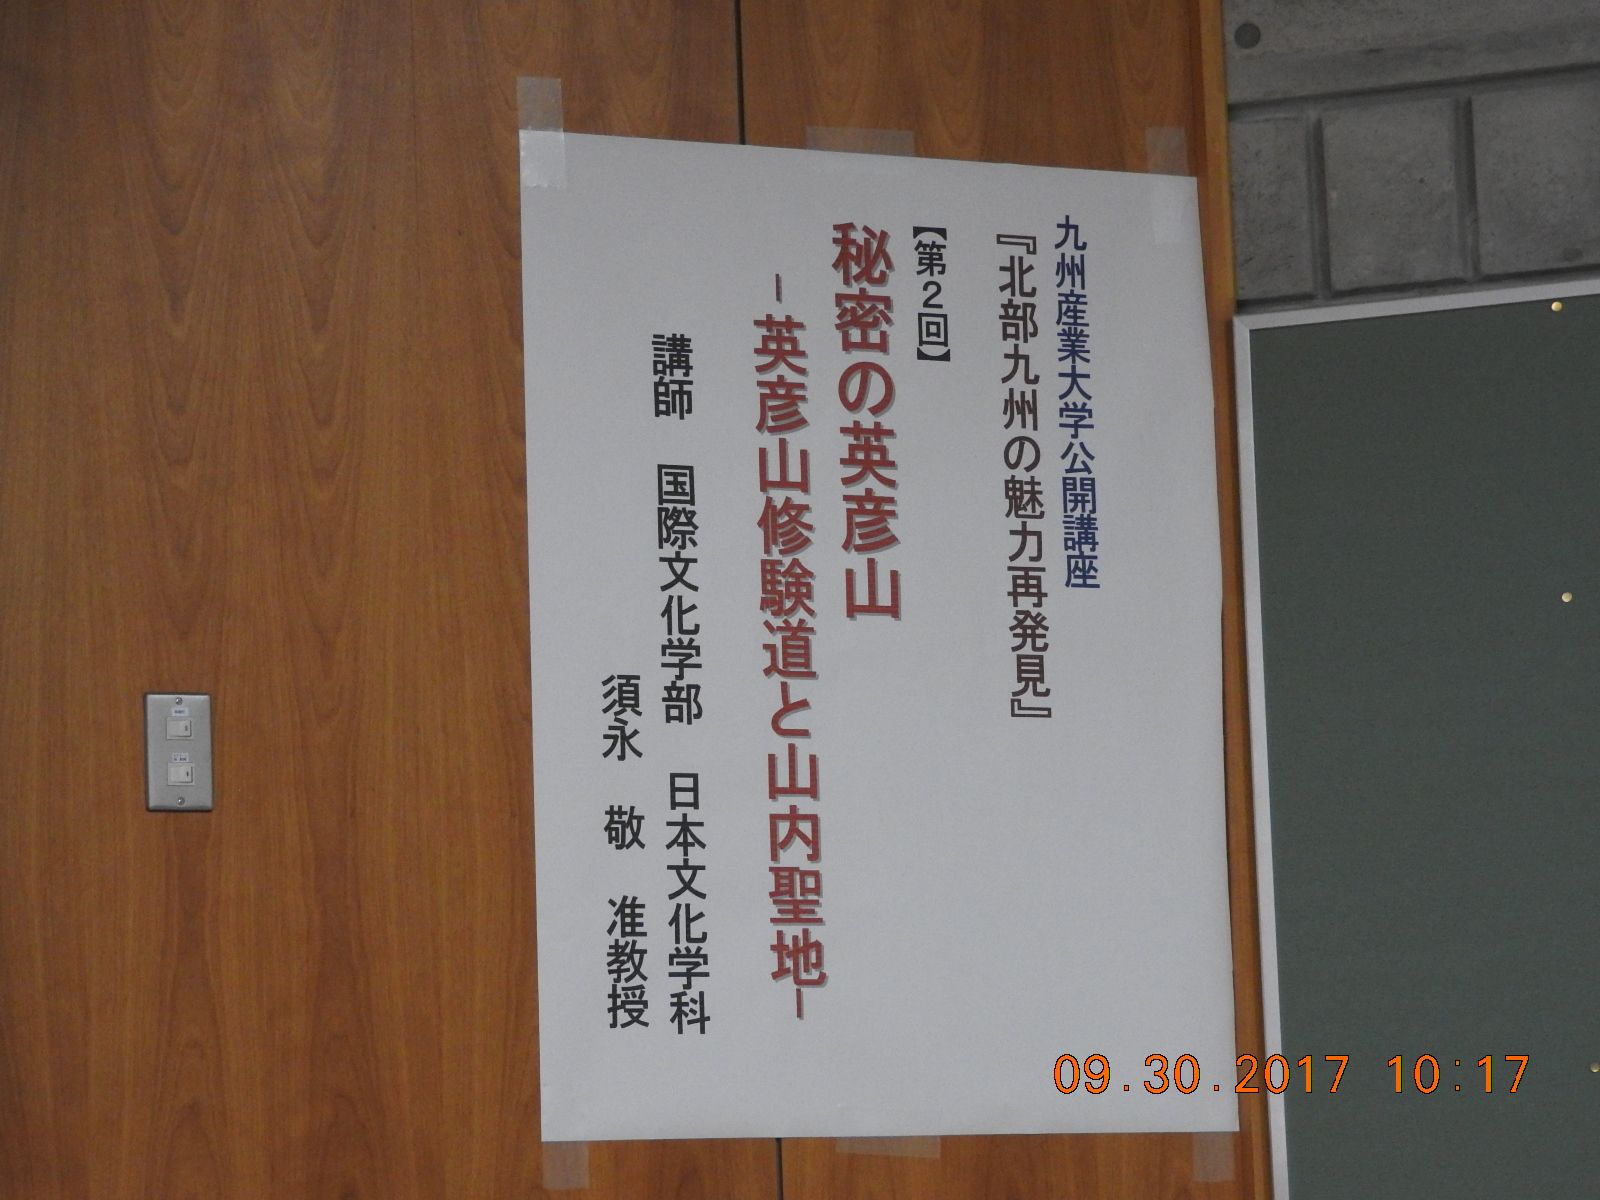 九州産業大学公開講座
『北部九州の魅力再発見』
【第2回】
秘密の英彦山
－英彦山修験道と山内聖地－
講師　国際文化学部　日本文化学科
須永　敬　准教授
09.30.2017 10:17